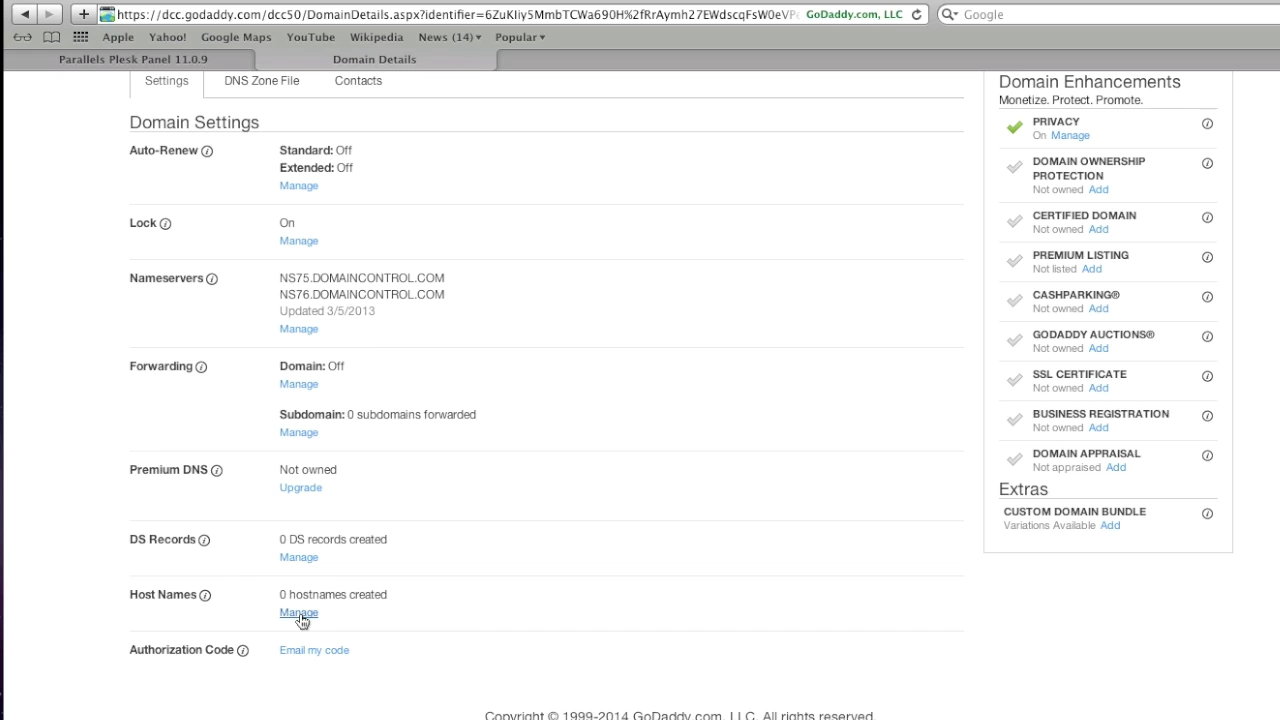 https://dcc.godaddy.com/dcc50/DomainDetails.aspx?identifier=6ZuKIiy5MmbTCWa690H%2fRrAymh27EWdscqFsW0eVP GoDaddy.com, LLC
Google
Apple Yahoo! Google Maps YouTube Wikipedia News (14)▾ Popular▾
Parallels Plesk Panel 11.0.9 Domain Details
Settings DNS Zone File Contacts
Domain Settings
Auto-Renew Standard: Off
Extended: Off
Manage
Lock On
Manage
Nameservers NS75.DOMAINCONTROL.COM
NS76.DOMAINCONTROL.COM
Updated 3/5/2013
Manage
Forwarding Domain: Off
Manage
Subdomain: 0 subdomains forwarded
Manage
Premium DNS Not owned
Upgrade
DS Records 0 DS records created
Manage
Host Names 0 hostnames created
Manage
Authorization Code Email my code
Domain Enhancements
Monetize. Protect. Promote.
PRIVACY
On Manage
DOMAIN OWNERSHIP
PROTECTION
Not owned Add
CERTIFIED DOMAIN
Not owned Add
PREMIUM LISTING
Not listed Add
CASHPARKING®
Not owned Add
GODADDY AUCTIONS®
Not owned Add
SSL CERTIFICATE
Not owned Add
BUSINESS REGISTRATION
Not owned Add
DOMAIN APPRAISAL
Not appraised Add
Extras
CUSTOM DOMAIN BUNDLE
Variations Available Add
Copyright © 1999-2014 GoDaddy.com, LLC. All rights reserved.